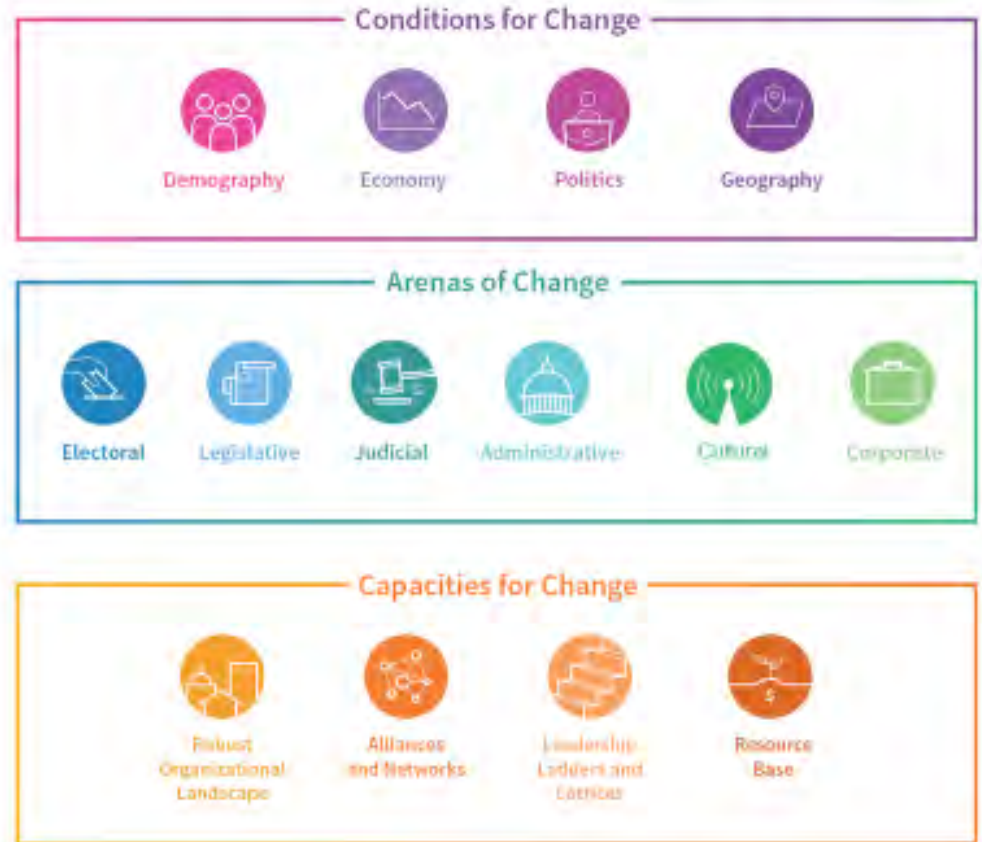 Conditions for Change
Demography Economy Politics Geography
Arenas of Change
Electoral Legislative Judicial Administrative Cultural Corporate
Capacities for Change
Robust Alliances Leadership Resource
Organizational and Networks Ladders and Base
Landscape Lattices
$